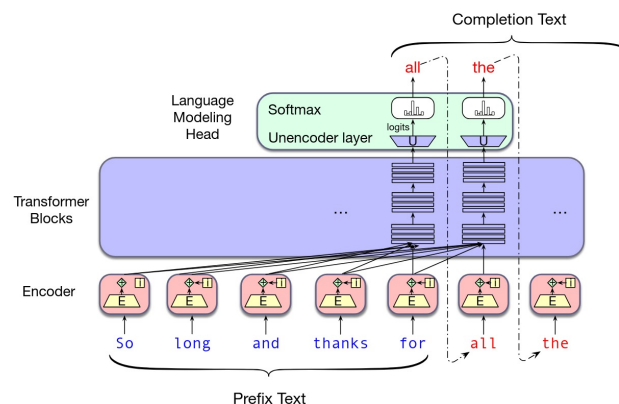 Completion Text
all the
Language
Modeling
Head
Softmax
logits
Unencoder layer
U U
Transformer
Blocks
... ...
Encoder
i i i i i i i
E E E E E E E
So long and thanks for all the
Prefix Text